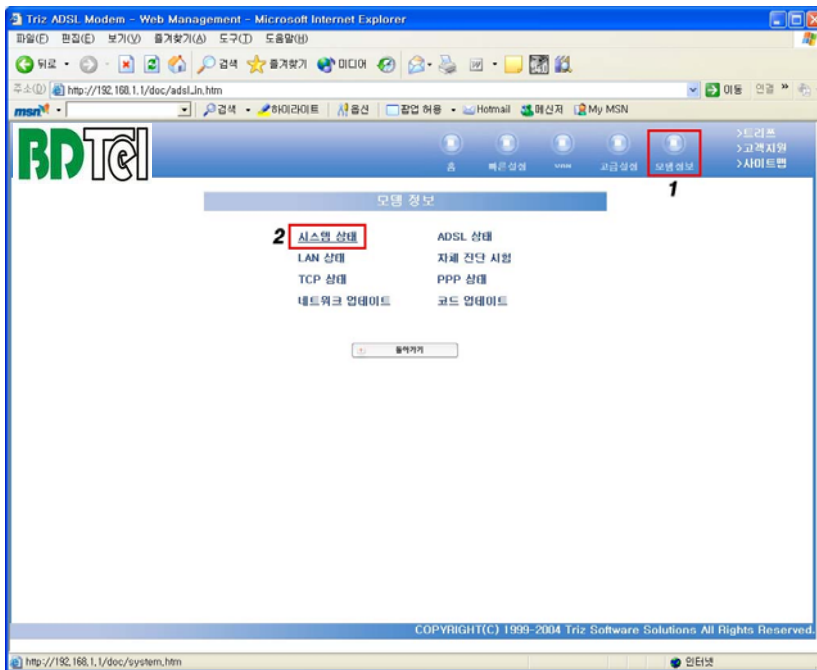 Triz ADSL Modem - Web Management - Microsoft Internet Explorer
파일(F) 편집(E) 보기(V) 즐겨찾기(A) 도구(T) 도움말(H)
뒤로 검색 즐겨찾기 미디어
주소(D) http://192.168.1.1/doc/adsl_in.htm 이동 연결 »
msn 검색 하이라이트 옵션 팝업 허용 Hotmail 메신저 My MSN
BDTel
홈 빠른설정 고급설정 모뎀정보
>트리즈
>고객지원
>사이트맵
1
모뎀 정보
2 시스템 상태 ADSL 상태
LAN 상태 자체 진단 시험
TCP 상태 PPP 상태
네트워크 업데이트 코드 업데이트
돌아가기
COPYRIGHT(C) 1999-2004 Triz Software Solutions All Rights Reserved.
http://192.168.1.1/doc/system.htm 인터넷